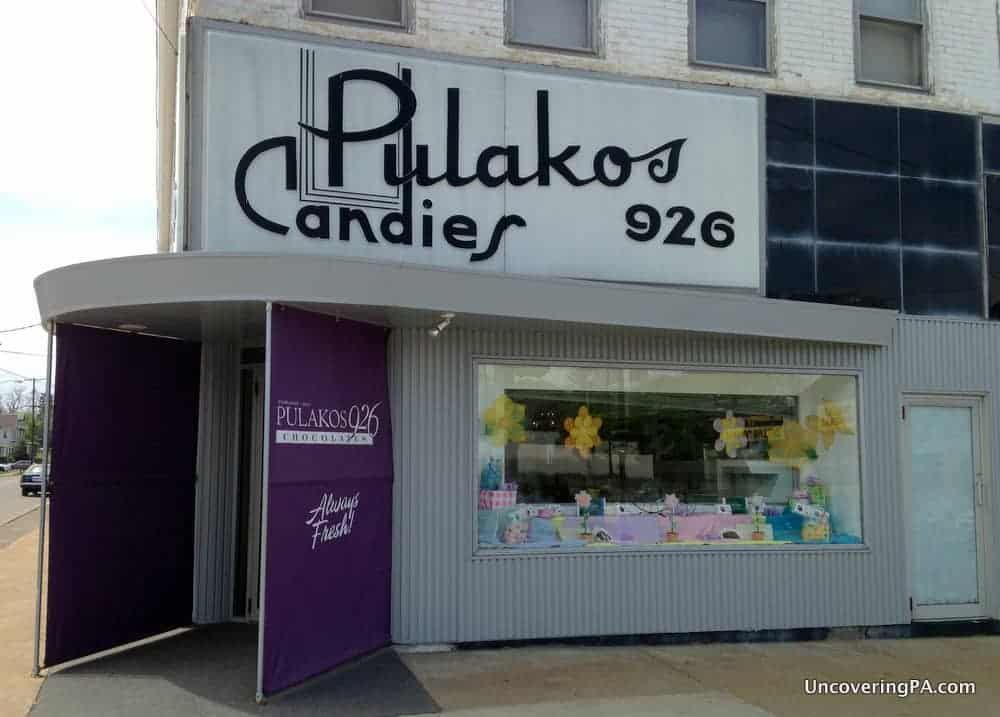 Pulakos
Candies 926
PULAKOS 926
CHOCOLATES
Always
Fresh!
UncoveringPA.com